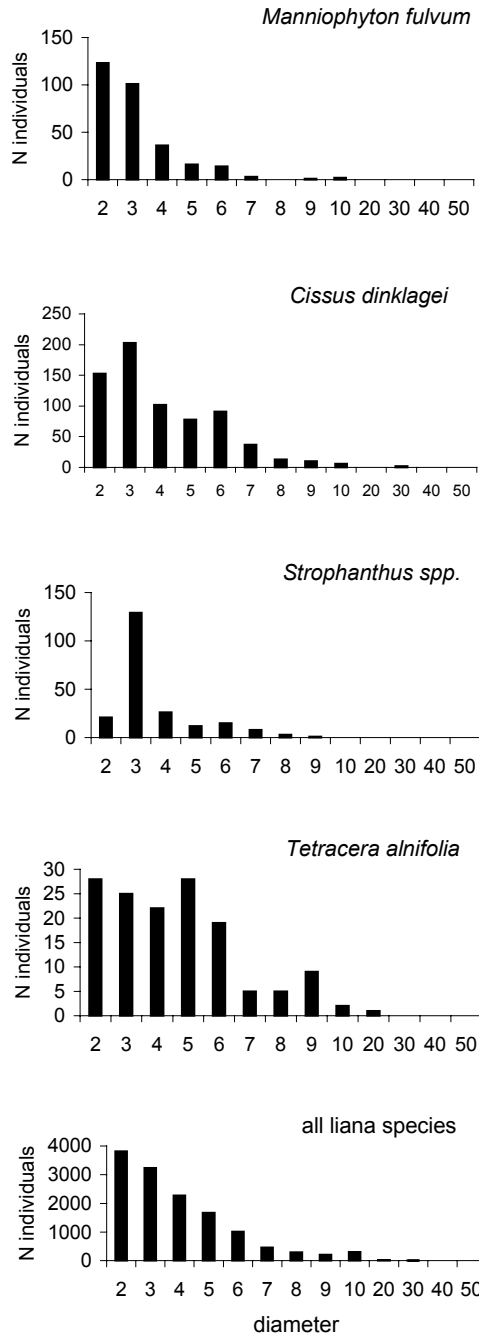 Manniophyton fulvum
150
100
50
0
N individuals
2 3 4 5 6 7 8 9 10 20 30 40 50
Cissus dinklagei
250
200
150
100
50
0
N individuals
2 3 4 5 6 7 8 9 10 20 30 40 50
Strophanthus spp.
150
100
50
0
N individuals
2 3 4 5 6 7 8 9 10 20 30 40 50
Tetracera alnifolia
30
25
20
15
10
5
0
N individuals
2 3 4 5 6 7 8 9 10 20 30 40 50
all liana species
4000
3000
2000
1000
0
N individuals
2 3 4 5 6 7 8 9 10 20 30 40 50
diameter